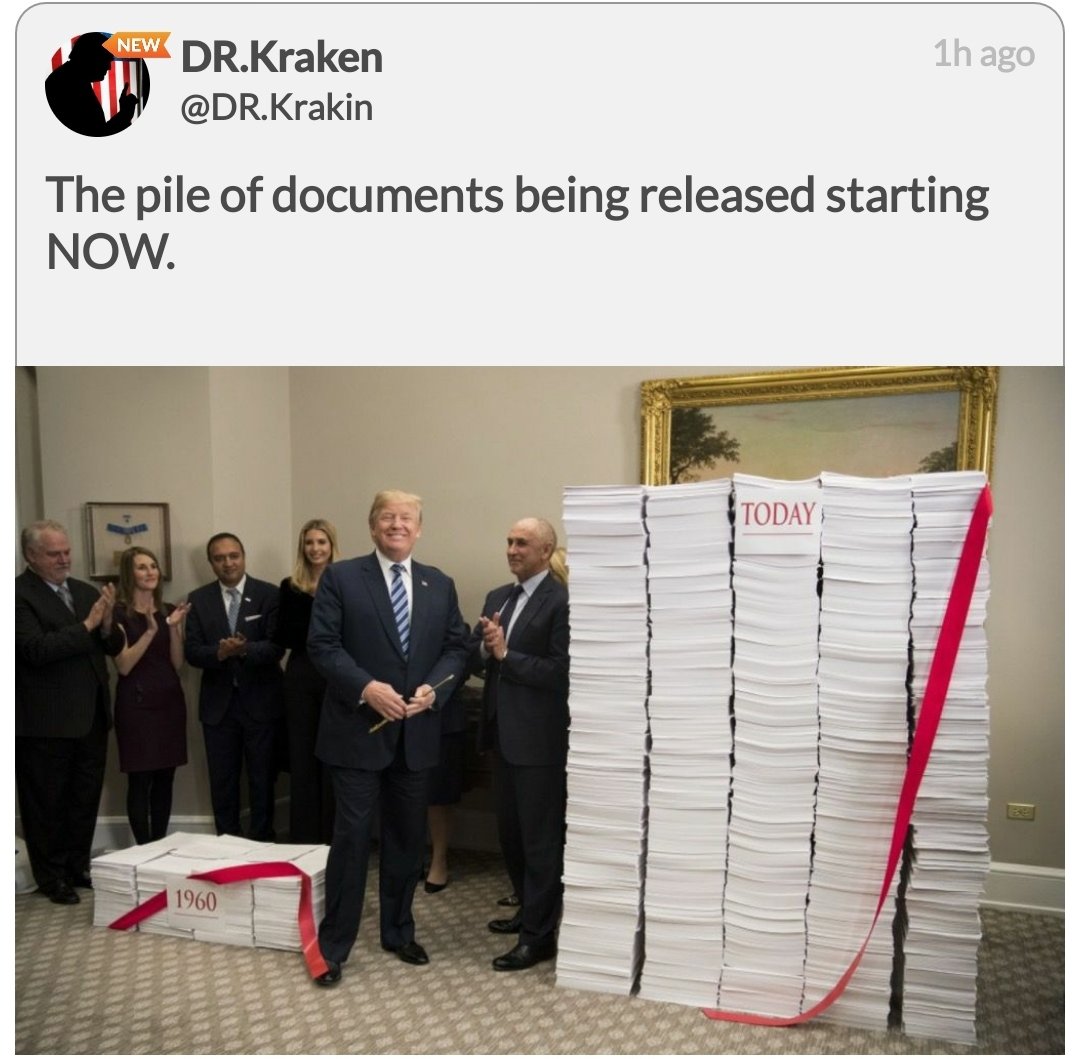 NEW
DR.Kraken
1h ago
@DR.Krakin
The pile of documents being released starting
NOW.
TODAY
1960